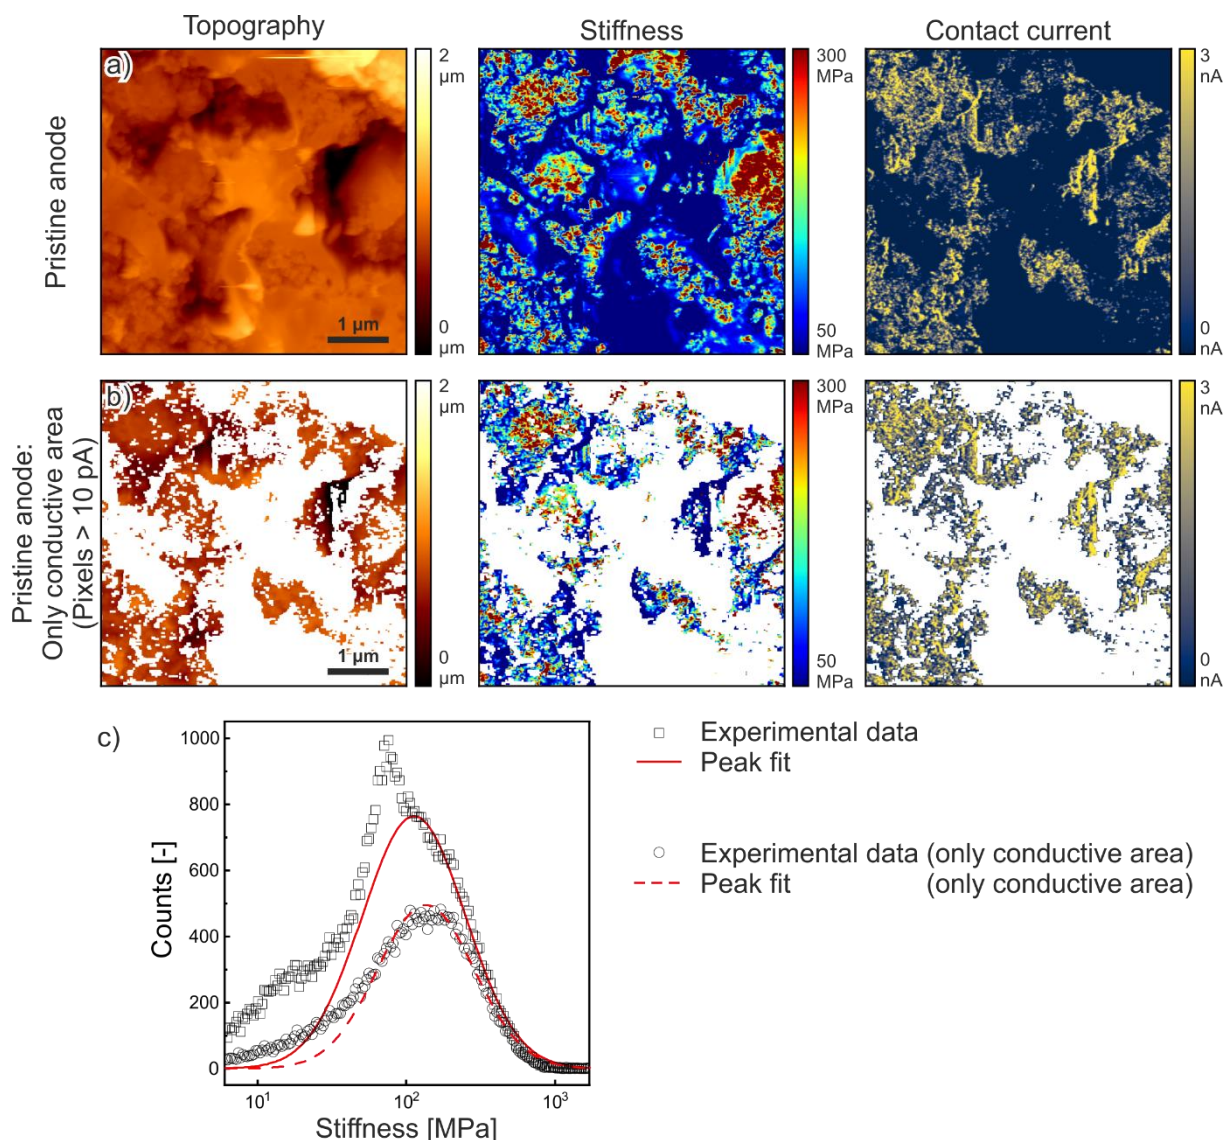 Topography
Stiffness
Contact current
Pristine anode
a)
2
µm
0
µm
1 µm
300
MPa
50
MPa
3
nA
0
nA
Pristine anode:
Only conductive area
(Pixels > 10 pA)
b)
2
µm
0
µm
1 µm
300
MPa
50
MPa
3
nA
0
nA
c)
Counts [-]
1000
800
600
400
200
0
10¹
10²
10³
Stiffness [MPa]
Experimental data
Peak fit
Experimental data (only conductive area)
Peak fit (only conductive area)